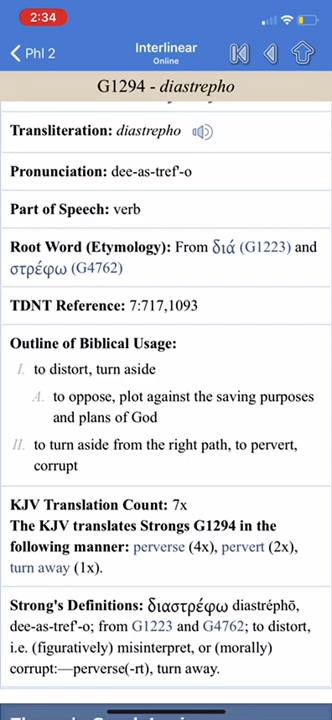 2:34
Phl 2
Interlinear
Online
G1294 - diastrepho
Transliteration: diastrepho
Pronunciation: dee-as-tref'-o
Part of Speech: verb
Root Word (Etymology): From διά (G1223) and
στρέφω (G4762)
TDNT Reference: 7:717,1093
Outline of Biblical Usage:
I. to distort, turn aside
A. to oppose, plot against the saving purposes
and plans of God
II. to turn aside from the right path, to pervert,
corrupt
KJV Translation Count: 7x
The KJV translates Strongs G1294 in the
following manner: perverse (4x), pervert (2x),
turn away (1x).
Strong's Definitions: διαστρέφω diastréphō,
dee-as-tref'-o; from G1223 and G4762; to distort,
i.e. (figuratively) misinterpret, or (morally)
corrupt:—perverse(-rt), turn away.